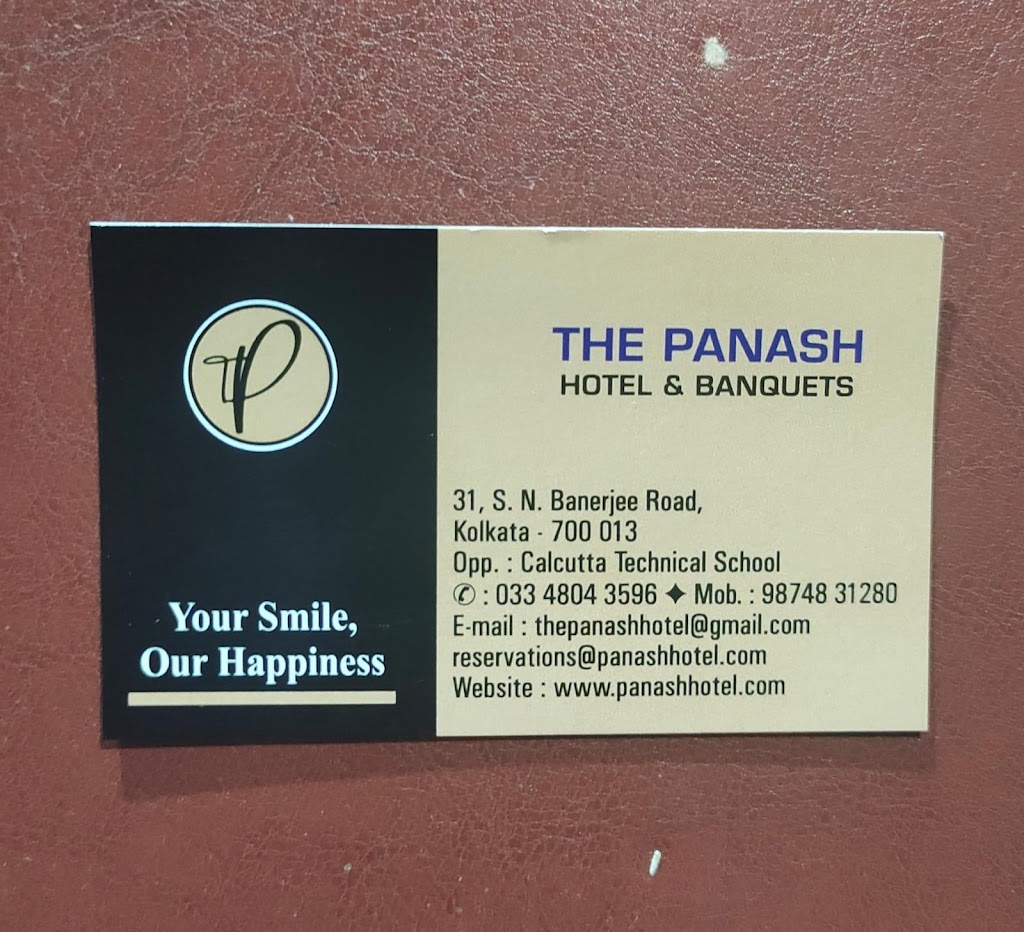 TP
Your Smile,
Our Happiness
THE PANASH
HOTEL & BANQUETS
31, S. N. Banerjee Road,
Kolkata - 700 013
Opp. : Calcutta Technical School
✆ : 033 4804 3596 ✦ Mob. : 98748 31280
E-mail : thepanashhotel@gmail.com
reservations@panashhotel.com
Website : www.panashhotel.com